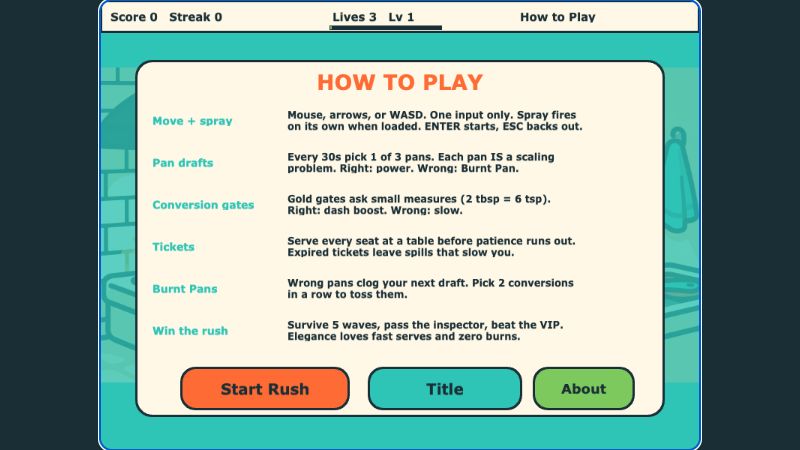 Score 0 Streak 0 Lives 3 Lv 1 How to Play
HOW TO PLAY
Move + spray
Mouse, arrows, or WASD. One input only. Spray fires
on its own when loaded. ENTER starts, ESC backs out.
Pan drafts
Every 30s pick 1 of 3 pans. Each pan IS a scaling
problem. Right: power. Wrong: Burnt Pan.
Conversion gates
Gold gates ask small measures (2 tbsp = 6 tsp).
Right: dash boost. Wrong: slow.
Tickets
Serve every seat at a table before patience runs out.
Expired tickets leave spills that slow you.
Burnt Pans
Wrong pans clog your next draft. Pick 2 conversions
in a row to toss them.
Win the rush
Survive 5 waves, pass the inspector, beat the VIP.
Elegance loves fast serves and zero burns.
Start Rush Title About